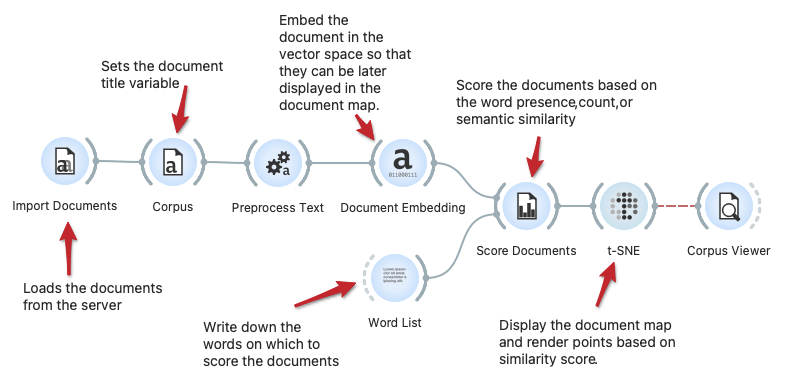 Embed the
document in the
vector space so that
they can be later
displayed in the
document map.
Sets the document
title variable
Score the documents based on
the word presence,count,or
semantic similarity
a
a
a
a
011000111
Import Documents
Corpus
Preprocess Text
Document Embedding
Score Documents
t-SNE
Corpus Viewer
Loads the documents
from the server
Word List
Write down the
words on which to
score the documents
Display the document map
and render points based on
similarity score.